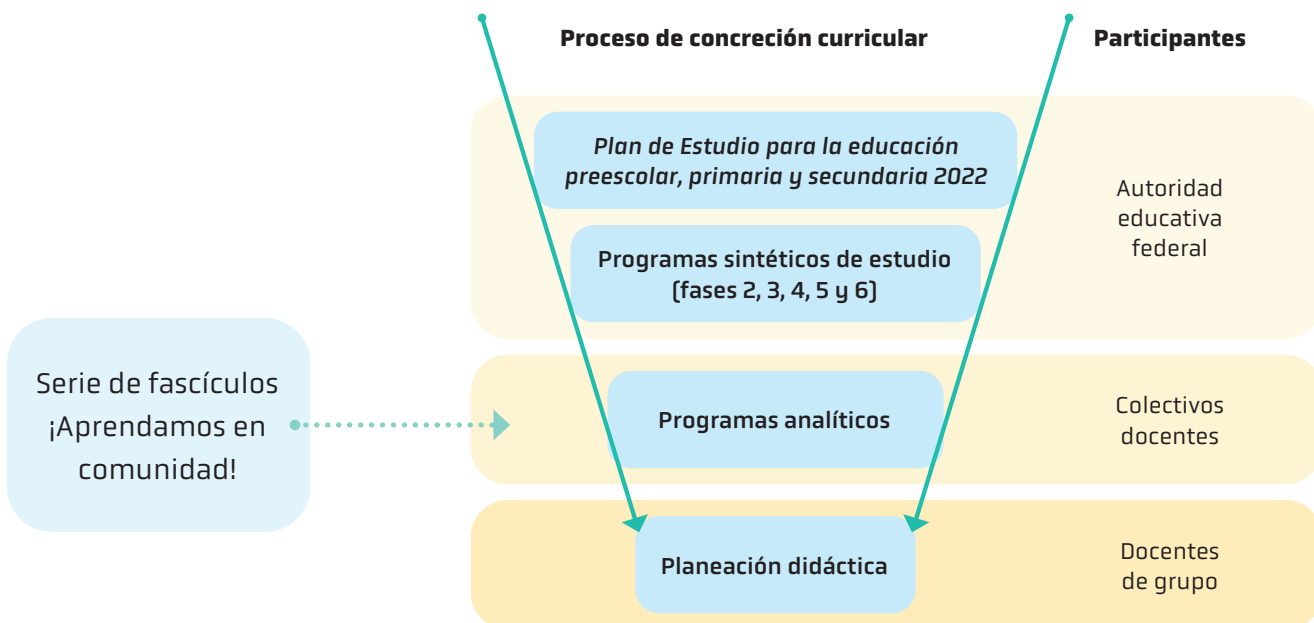 Proceso de concreción curricular
Participantes
Plan de Estudio para la educación
preescolar, primaria y secundaria 2022
Autoridad
educativa
federal
Programas sintéticos de estudio
(fases 2, 3, 4, 5 y 6)
Serie de fascículos
¡Aprendamos en
comunidad!
Programas analíticos
Colectivos
docentes
Planeación didáctica
Docentes
de grupo